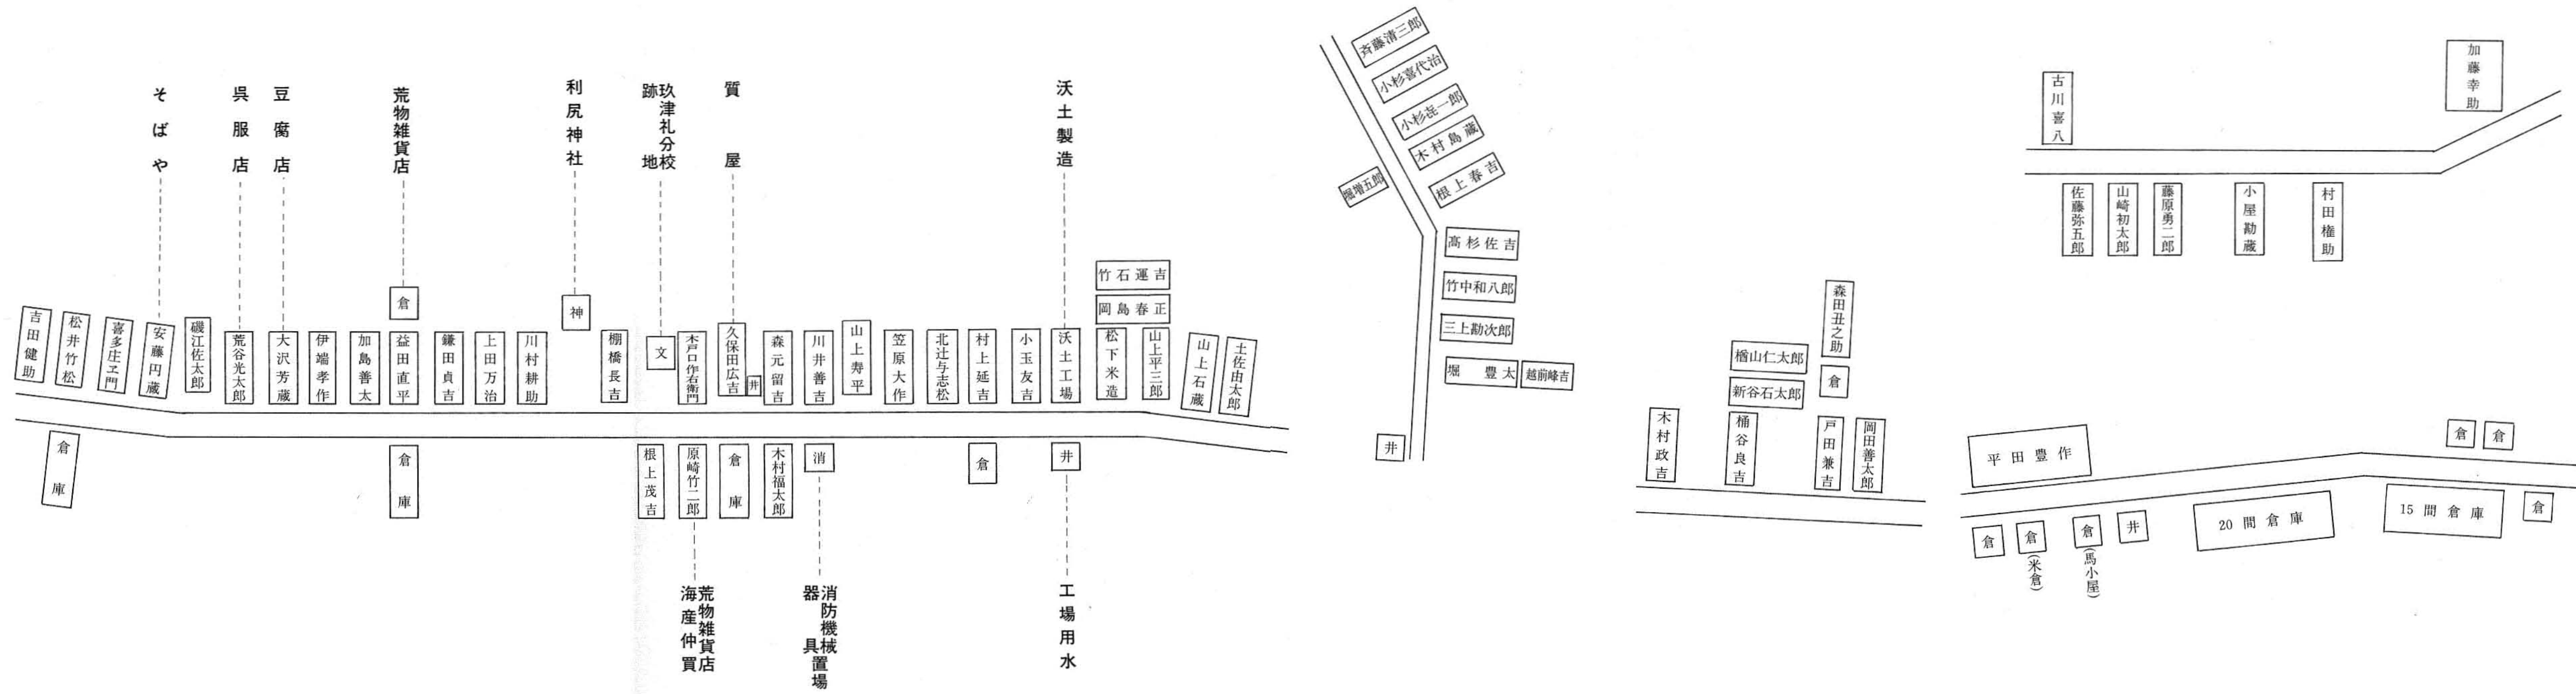 そばや
呉服店
豆腐店
荒物雑貨店
利尻神社
玖津礼分校
跡地
質屋
沃土製造
吉田健助
松井竹松
喜多庄ヱ門
安藤円蔵
磯江佐太郎
荒谷光太郎
大沢芳蔵
伊端孝作
加島善太
倉
益田直平
鎌田貞吉
上田万治
川村耕助
神
棚橋長吉
文
木戸口作右衛門
久保田広吉
井
森元留吉
川井善吉
山上寿平
笠原大作
北辻与志松
村上延吉
小玉友吉
沃土工場
竹石運吉
岡島春正
松下米造
山上平三郎
山上石蔵
土佐由太郎
倉庫
倉庫
根上茂吉
原崎竹二郎
倉庫
木村福太郎
消
倉
井
荒物雑貨店
海産仲買
消防機械
器具置場
工場用水
斉藤清三郎
小杉喜代治
小杉㐂一郎
木村島蔵
根上春吉
堀増五郎
高杉佐吉
竹中和八郎
三上勘次郎
堀豊太
越前峰吉
井
木村政吉
楢山仁太郎
新谷石太郎
桶谷良吉
森田丑之助
倉
戸田兼吉
岡田善太郎
古川喜八
加藤幸助
佐藤弥五郎
山崎初太郎
藤原勇二郎
小屋勘蔵
村田権助
平田豊作
倉
倉
倉
倉
(米倉)
倉
(馬小屋)
井
20間倉庫
15間倉庫
倉